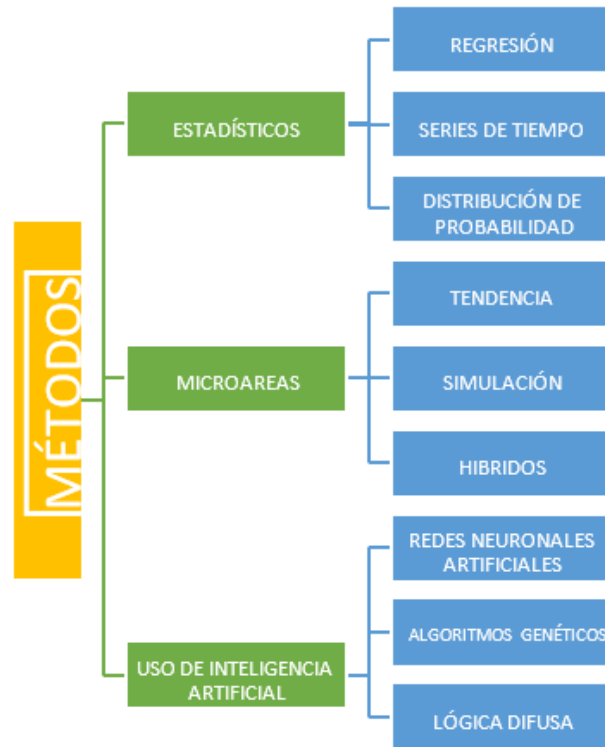 MÉTODOS
ESTADÍSTICOS
REGRESIÓN
SERIES DE TIEMPO
DISTRIBUCIÓN DE
PROBABILIDAD
MICROAREAS
TENDENCIA
SIMULACIÓN
HIBRIDOS
USO DE INTELIGENCIA
ARTIFICIAL
REDES NEURONALES
ARTIFICIALES
ALGORITMOS GENÉTICOS
LÓGICA DIFUSA